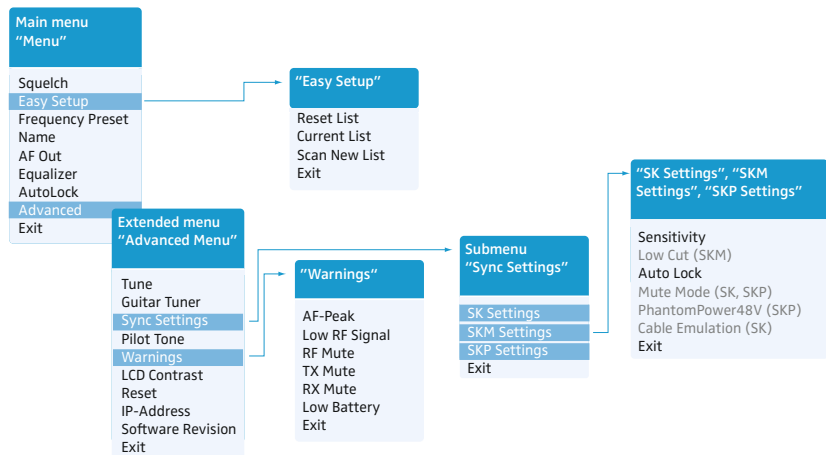 Main menu
“Menu”
Squelch
Easy Setup
Frequency Preset
Name
AF Out
Equalizer
AutoLock
Advanced
Exit
“Easy Setup”
Reset List
Current List
Scan New List
Exit
Extended menu
“Advanced Menu”
Tune
Guitar Tuner
Sync Settings
Pilot Tone
Warnings
LCD Contrast
Reset
IP-Address
Software Revision
Exit
“Warnings”
AF-Peak
Low RF Signal
RF Mute
TX Mute
RX Mute
Low Battery
Exit
Submenu
“Sync Settings”
SK Settings
SKM Settings
SKP Settings
Exit
“SK Settings”, “SKM
Settings”, “SKP Settings”
Sensitivity
Low Cut (SKM)
Auto Lock
Mute Mode (SK, SKP)
PhantomPower48V (SKP)
Cable Emulation (SK)
Exit